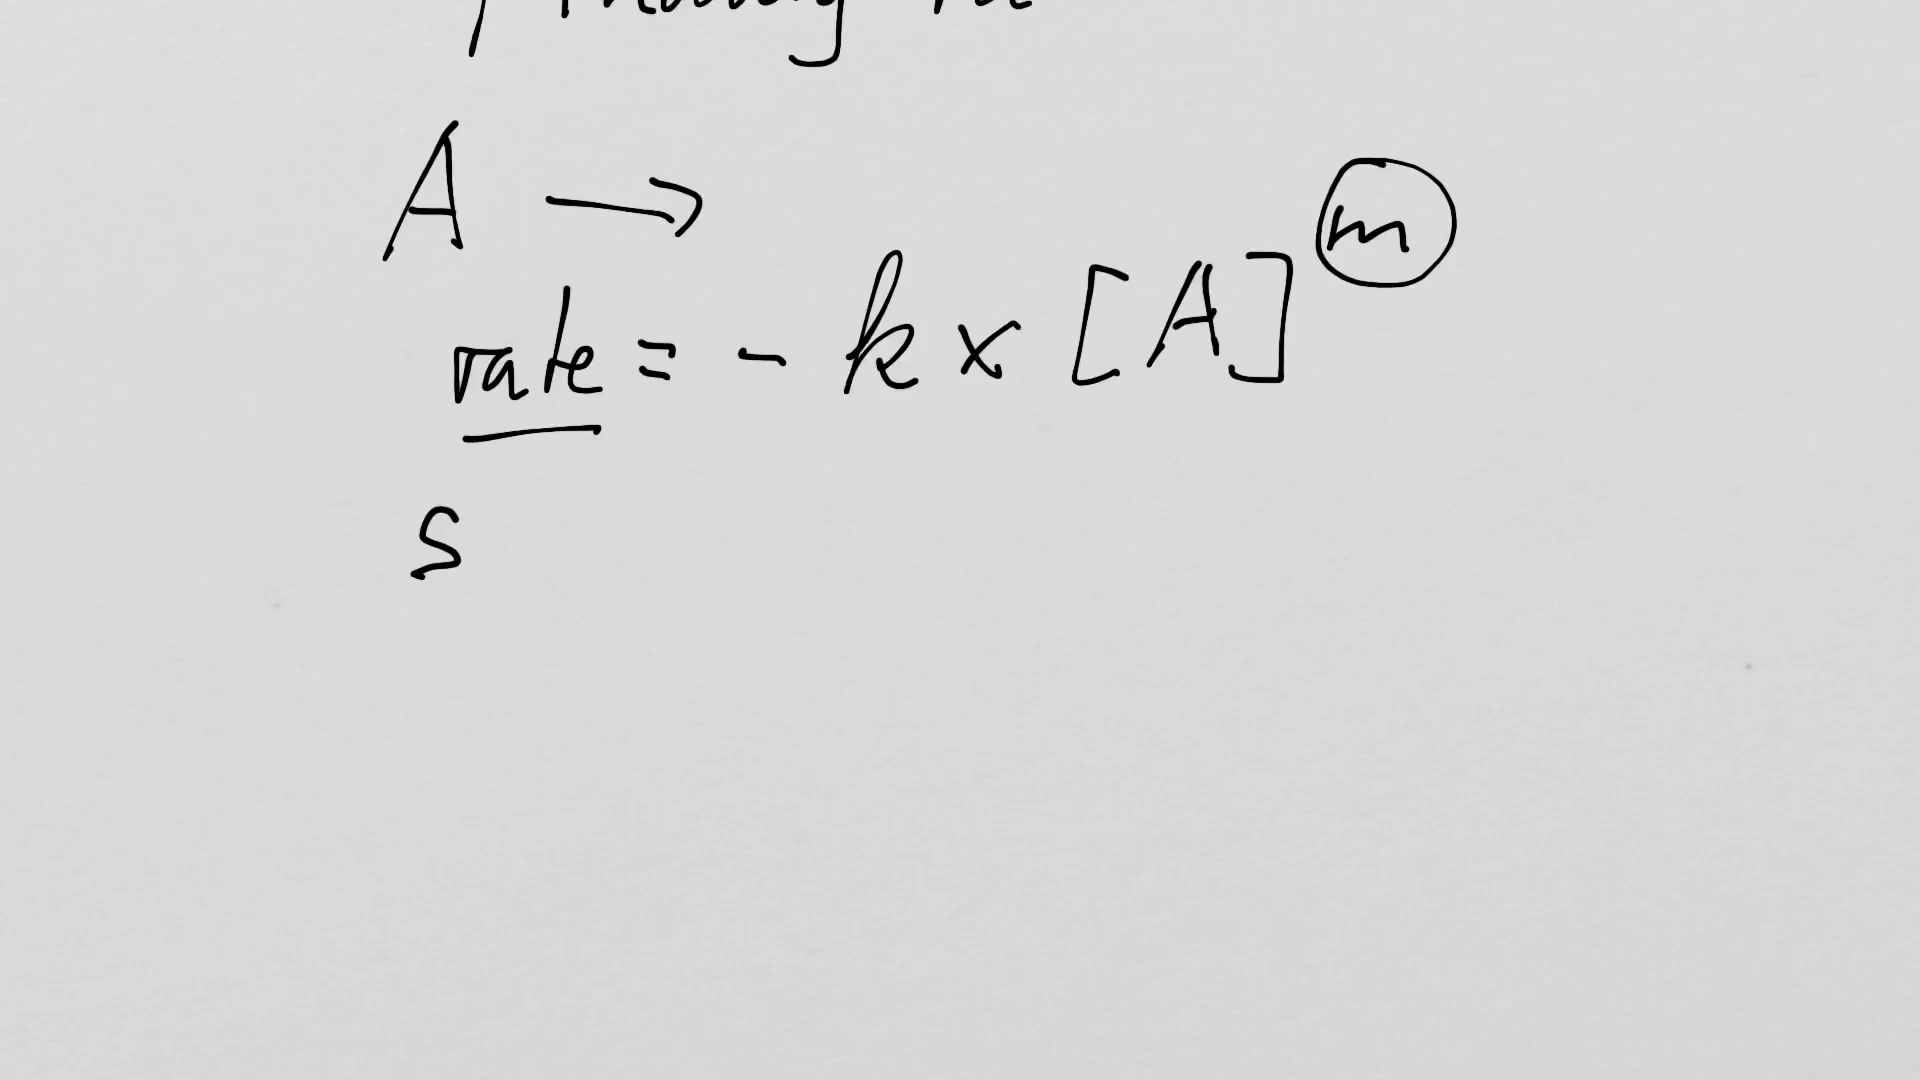 A →
rate = - k x [A]^m
s